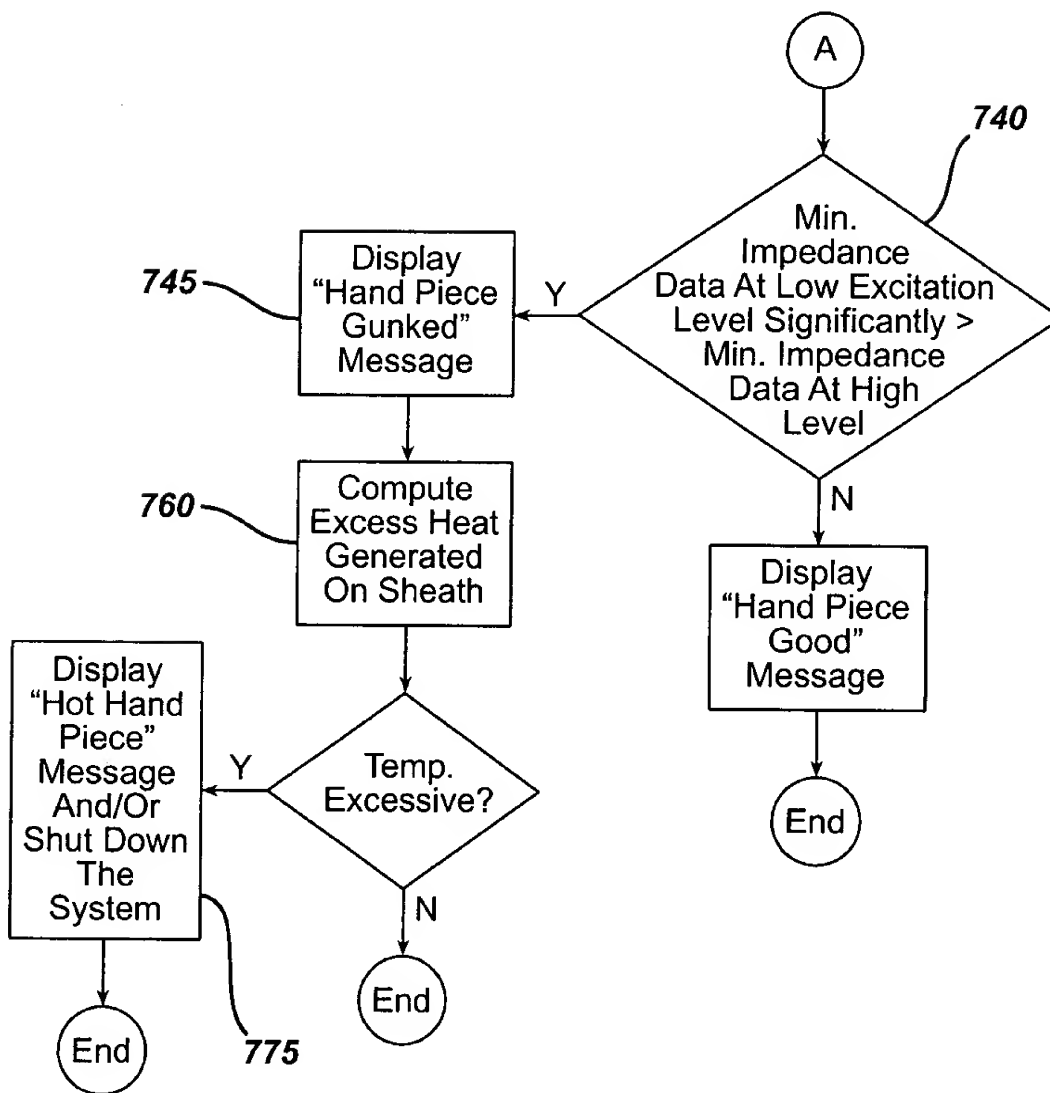 A
740
Min.
Impedance
Data At Low Excitation
Level Significantly >
Min. Impedance
Data At High
Level
Y
N
745
Display
“Hand Piece
Gunked”
Message
760
Compute
Excess Heat
Generated
On Sheath
Display
“Hand Piece
Good”
Message
End
Temp.
Excessive?
Y
N
Display
“Hot Hand
Piece”
Message
And/Or
Shut Down
The
System
775
End
End